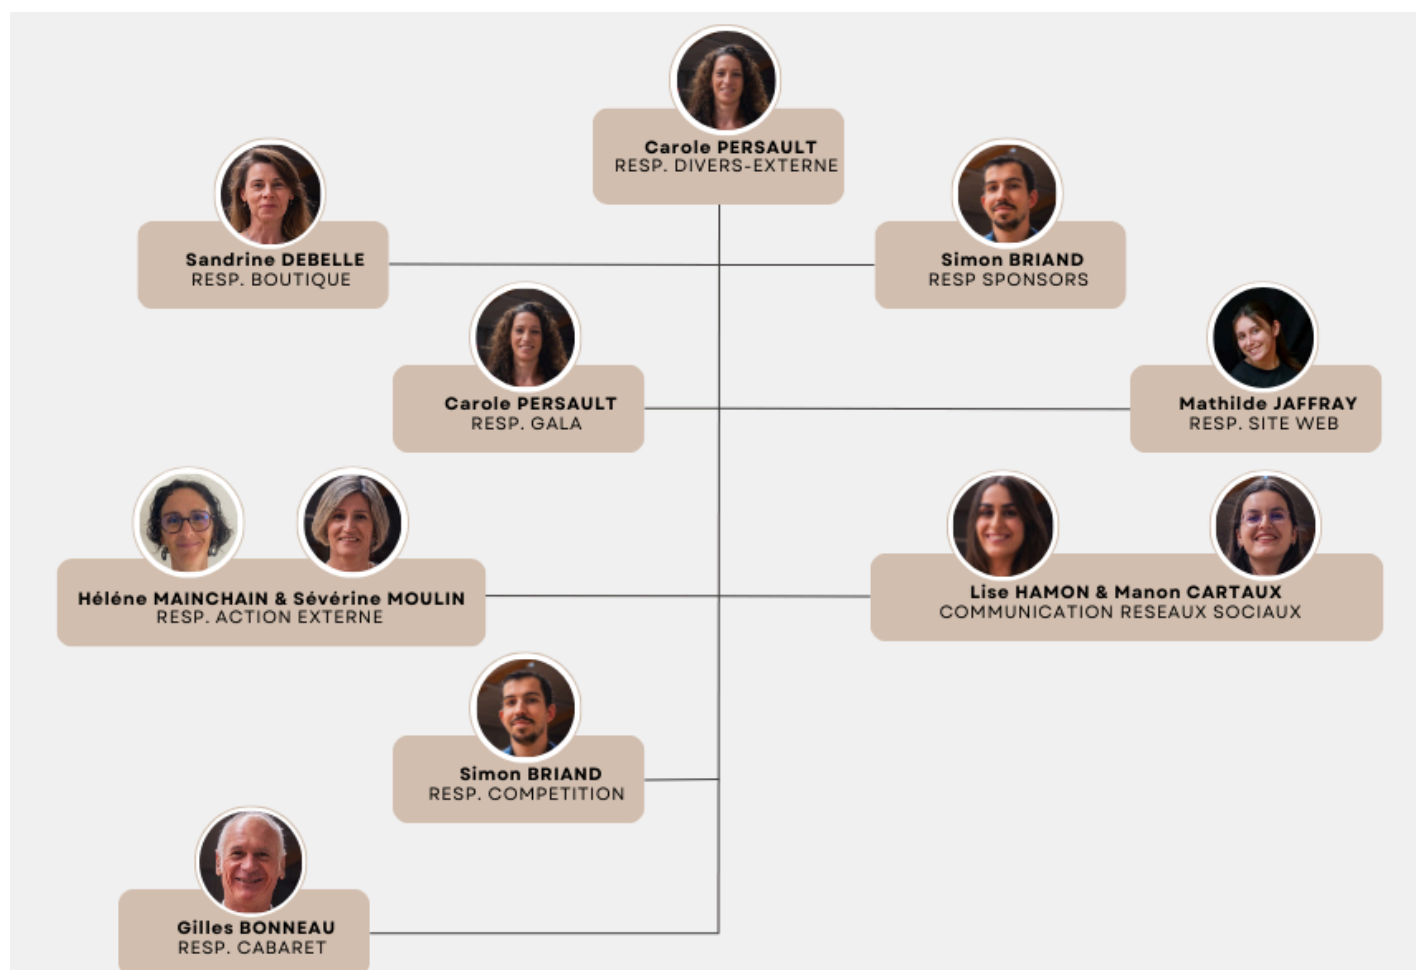 Carole PERSAULT
RESP. DIVERS-EXTERNE
Sandrine DEBELLE
RESP. BOUTIQUE
Simon BRIAND
RESP SPONSORS
Carole PERSAULT
RESP. GALA
Mathilde JAFFRAY
RESP. SITE WEB
Héléne MAINCHAIN & Sévérine MOULIN
RESP. ACTION EXTERNE
Lise HAMON & Manon CARTAUX
COMMUNICATION RESEAUX SOCIAUX
Simon BRIAND
RESP. COMPETITION
Gilles BONNEAU
RESP. CABARET